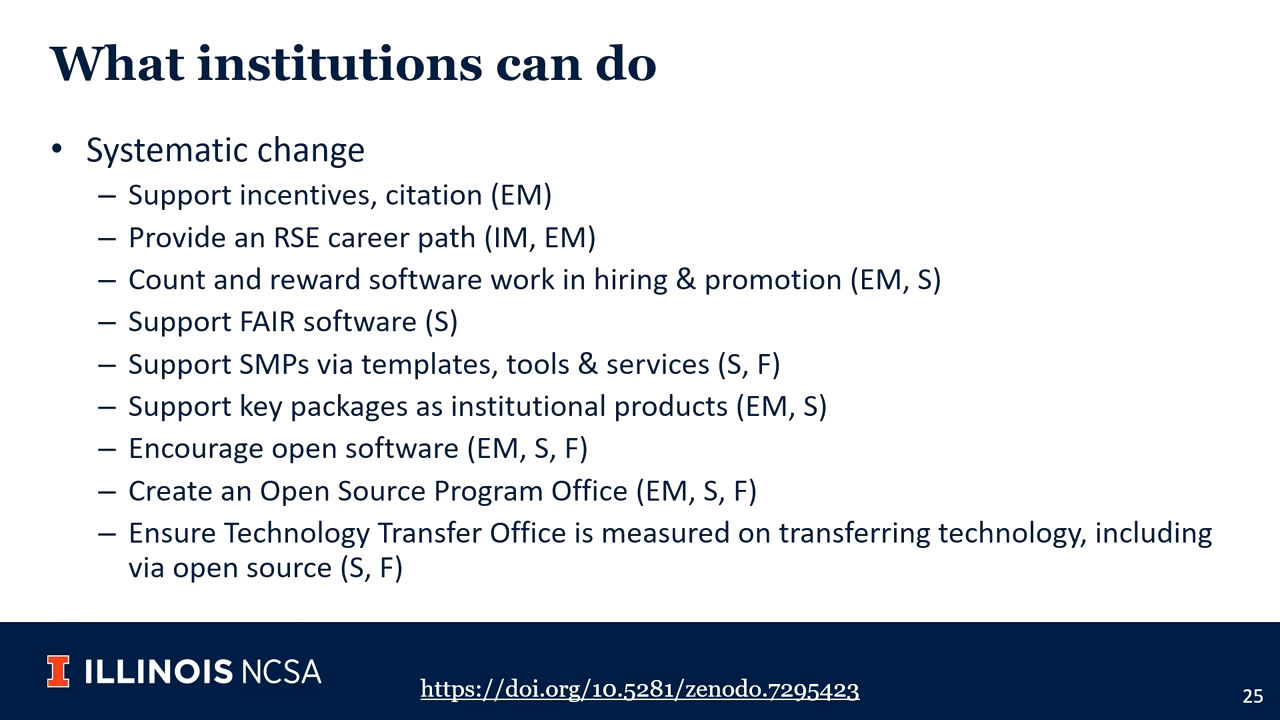 What institutions can do
• Systematic change
– Support incentives, citation (EM)
– Provide an RSE career path (IM, EM)
– Count and reward software work in hiring & promotion (EM, S)
– Support FAIR software (S)
– Support SMPs via templates, tools & services (S, F)
– Support key packages as institutional products (EM, S)
– Encourage open software (EM, S, F)
– Create an Open Source Program Office (EM, S, F)
– Ensure Technology Transfer Office is measured on transferring technology, including
via open source (S, F)
I ILLINOIS NCSA
https://doi.org/10.5281/zenodo.7295423
25